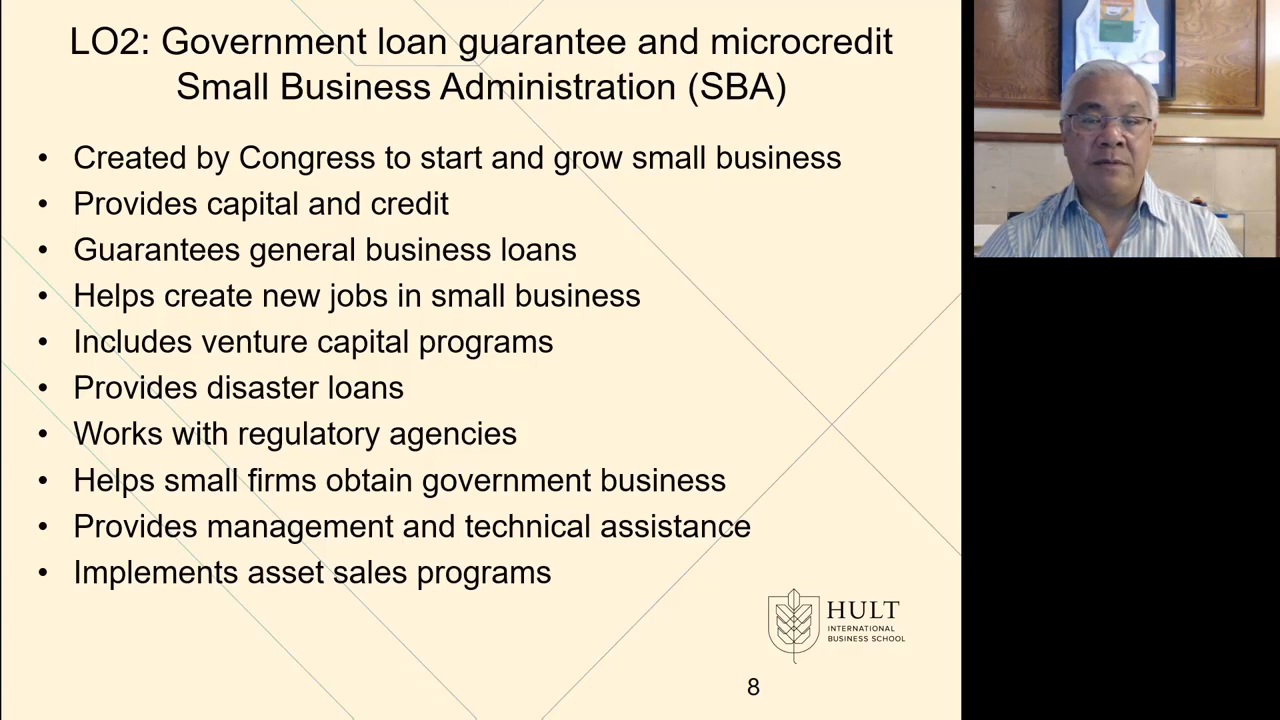 LO2: Government loan guarantee and microcredit
Small Business Administration (SBA)
• Created by Congress to start and grow small business
• Provides capital and credit
• Guarantees general business loans
• Helps create new jobs in small business
• Includes venture capital programs
• Provides disaster loans
• Works with regulatory agencies
• Helps small firms obtain government business
• Provides management and technical assistance
• Implements asset sales programs
HULT
INTERNATIONAL
BUSINESS SCHOOL
8